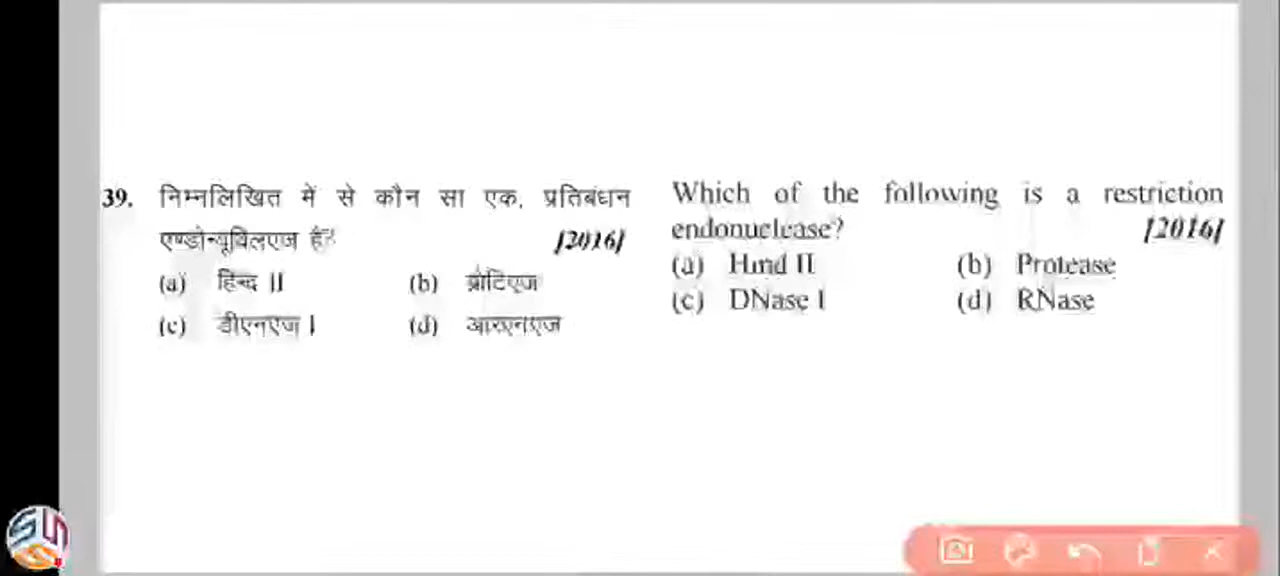 39. निम्नलिखित में से कौन सा एक, प्रतिबंधन
एण्डोन्यूक्लिएज है? [2016]
(a) हिन्द II (b) प्रोटिएज
(c) डीएनएज I (d) आरएनएज
Which of the following is a restriction
endonuclease? [2016]
(a) Hind II (b) Protease
(c) DNase I (d) RNase